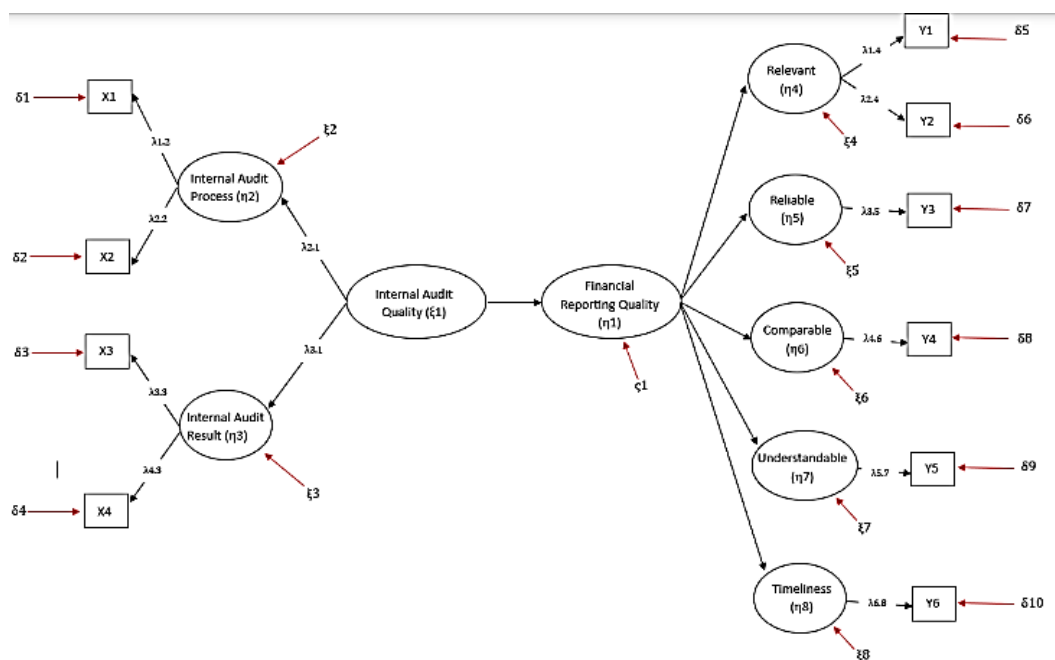 Y1
δ5
λ1.4
Relevant
(η4)
λ2.4
Y2
δ6
ξ4
δ1
X1
λ1.2
ξ2
Internal Audit
Process (η2)
λ2.2
δ2
X2
λ2.1
Reliable
(η5)
λ3.5
Y3
δ7
ξ5
Internal Audit
Quality (ξ1)
Financial
Reporting Quality
(η1)
ς1
Comparable
(η6)
λ4.6
Y4
δ8
ξ6
δ3
X3
λ3.1
λ3.3
Internal Audit
Result (η3)
λ4.3
ξ3
δ4
X4
Understandable
(η7)
λ5.7
Y5
δ9
ξ7
Timeliness
(η8)
λ6.8
Y6
δ10
ξ8